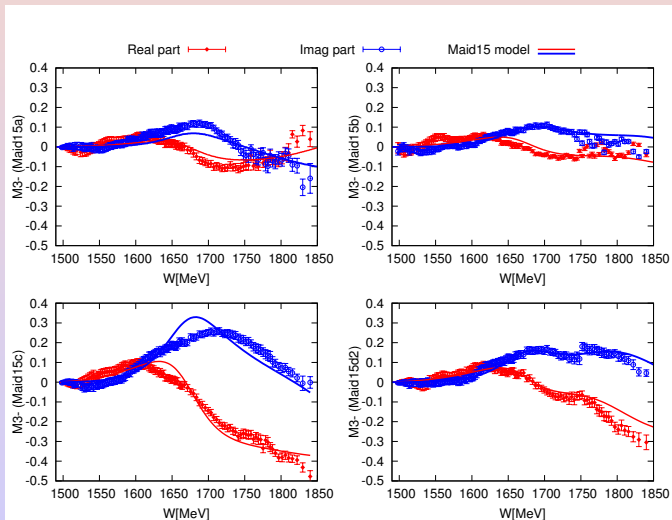 Real part Imag part Maid15 model
0.4 0.3 0.2 0.1 0 -0.1 -0.2 -0.3 -0.4 -0.5
M3- (Maid15a)
1500 1550 1600 1650 1700 1750 1800 1850
W[MeV]
0.4 0.3 0.2 0.1 0 -0.1 -0.2 -0.3 -0.4 -0.5
M3- (Maid15b)
1500 1550 1600 1650 1700 1750 1800 1850
W[MeV]
0.4 0.3 0.2 0.1 0 -0.1 -0.2 -0.3 -0.4 -0.5
M3- (Maid15c)
1500 1550 1600 1650 1700 1750 1800 1850
W[MeV]
0.4 0.3 0.2 0.1 0 -0.1 -0.2 -0.3 -0.4 -0.5
M3- (Maid15d2)
1500 1550 1600 1650 1700 1750 1800 1850
W[MeV]